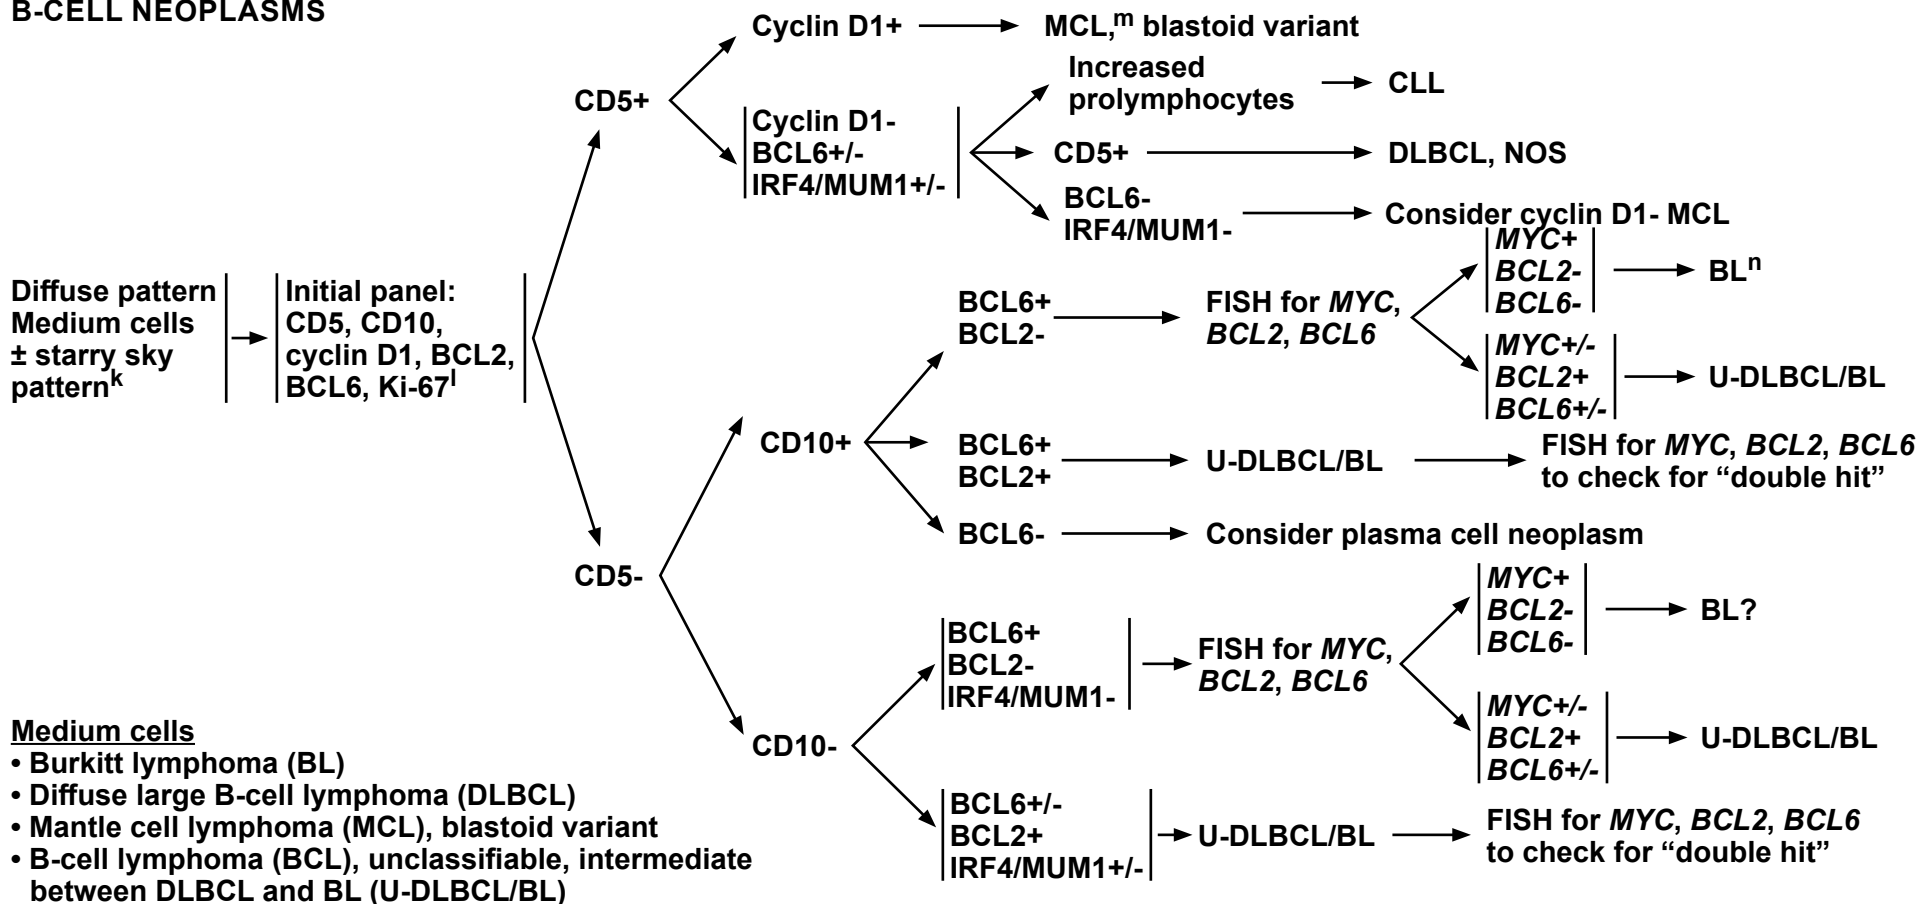 B-CELL NEOPLASMS
Cyclin D1+
MCL,m blastoid variant
CD5+
Increased
prolymphocytes
CLL
Cyclin D1-
BCL6+/-
IRF4/MUM1+/-
CD5+
DLBCL, NOS
BCL6-
IRF4/MUM1-
Consider cyclin D1- MCL
Diffuse pattern
Medium cells
± starry sky
patternk
Initial panel:
CD5, CD10,
cyclin D1, BCL2,
BCL6, Ki-67l
BCL6+
BCL2-
FISH for MYC,
BCL2, BCL6
MYC+
BCL2-
BCL6-
BLn
MYC+/-
BCL2+
BCL6+/-
U-DLBCL/BL
CD10+
BCL6+
BCL2+
U-DLBCL/BL
FISH for MYC, BCL2, BCL6
to check for “double hit”
BCL6-
Consider plasma cell neoplasm
CD5-
BCL6+
BCL2-
IRF4/MUM1-
FISH for MYC,
BCL2, BCL6
MYC+
BCL2-
BCL6-
BL?
MYC+/-
BCL2+
BCL6+/-
U-DLBCL/BL
CD10-
BCL6+/-
BCL2+
IRF4/MUM1+/-
U-DLBCL/BL
FISH for MYC, BCL2, BCL6
to check for “double hit”
Medium cells
• Burkitt lymphoma (BL)
• Diffuse large B-cell lymphoma (DLBCL)
• Mantle cell lymphoma (MCL), blastoid variant
• B-cell lymphoma (BCL), unclassifiable, intermediate
between DLBCL and BL (U-DLBCL/BL)